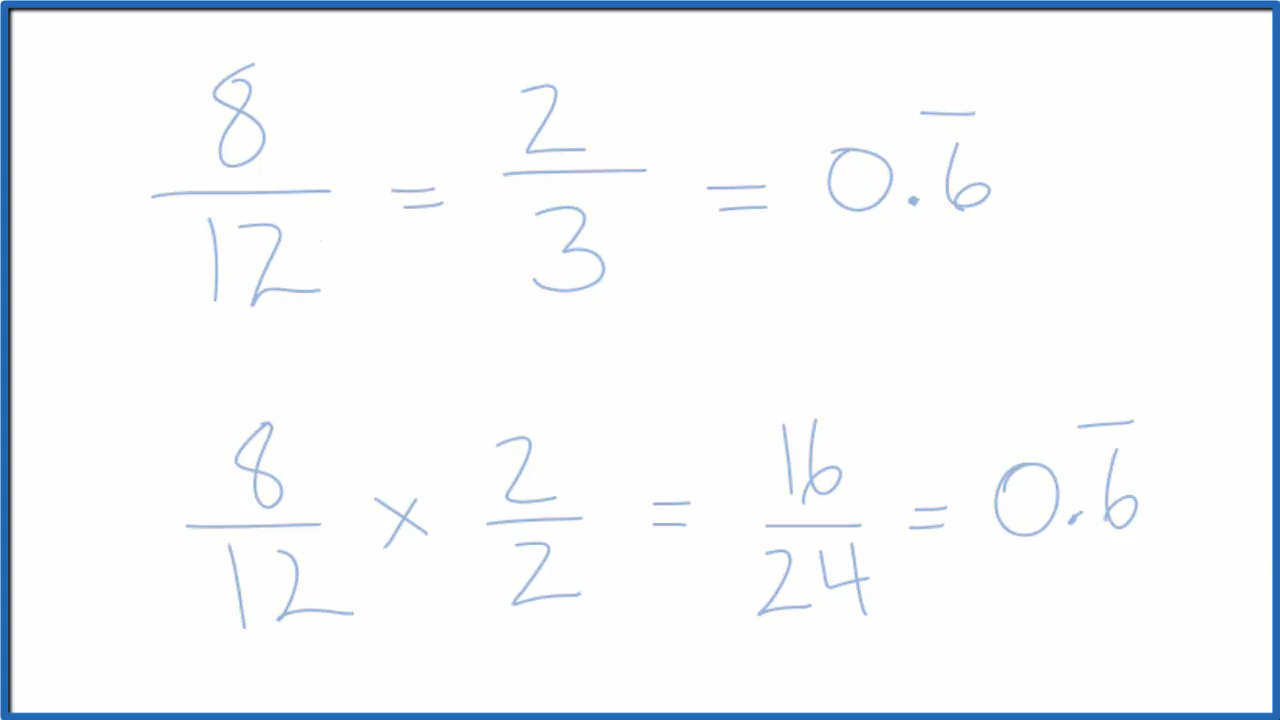 8/12 = 2/3 = 0.6̅
8/12 × 2/2 = 16/24 = 0.6̅